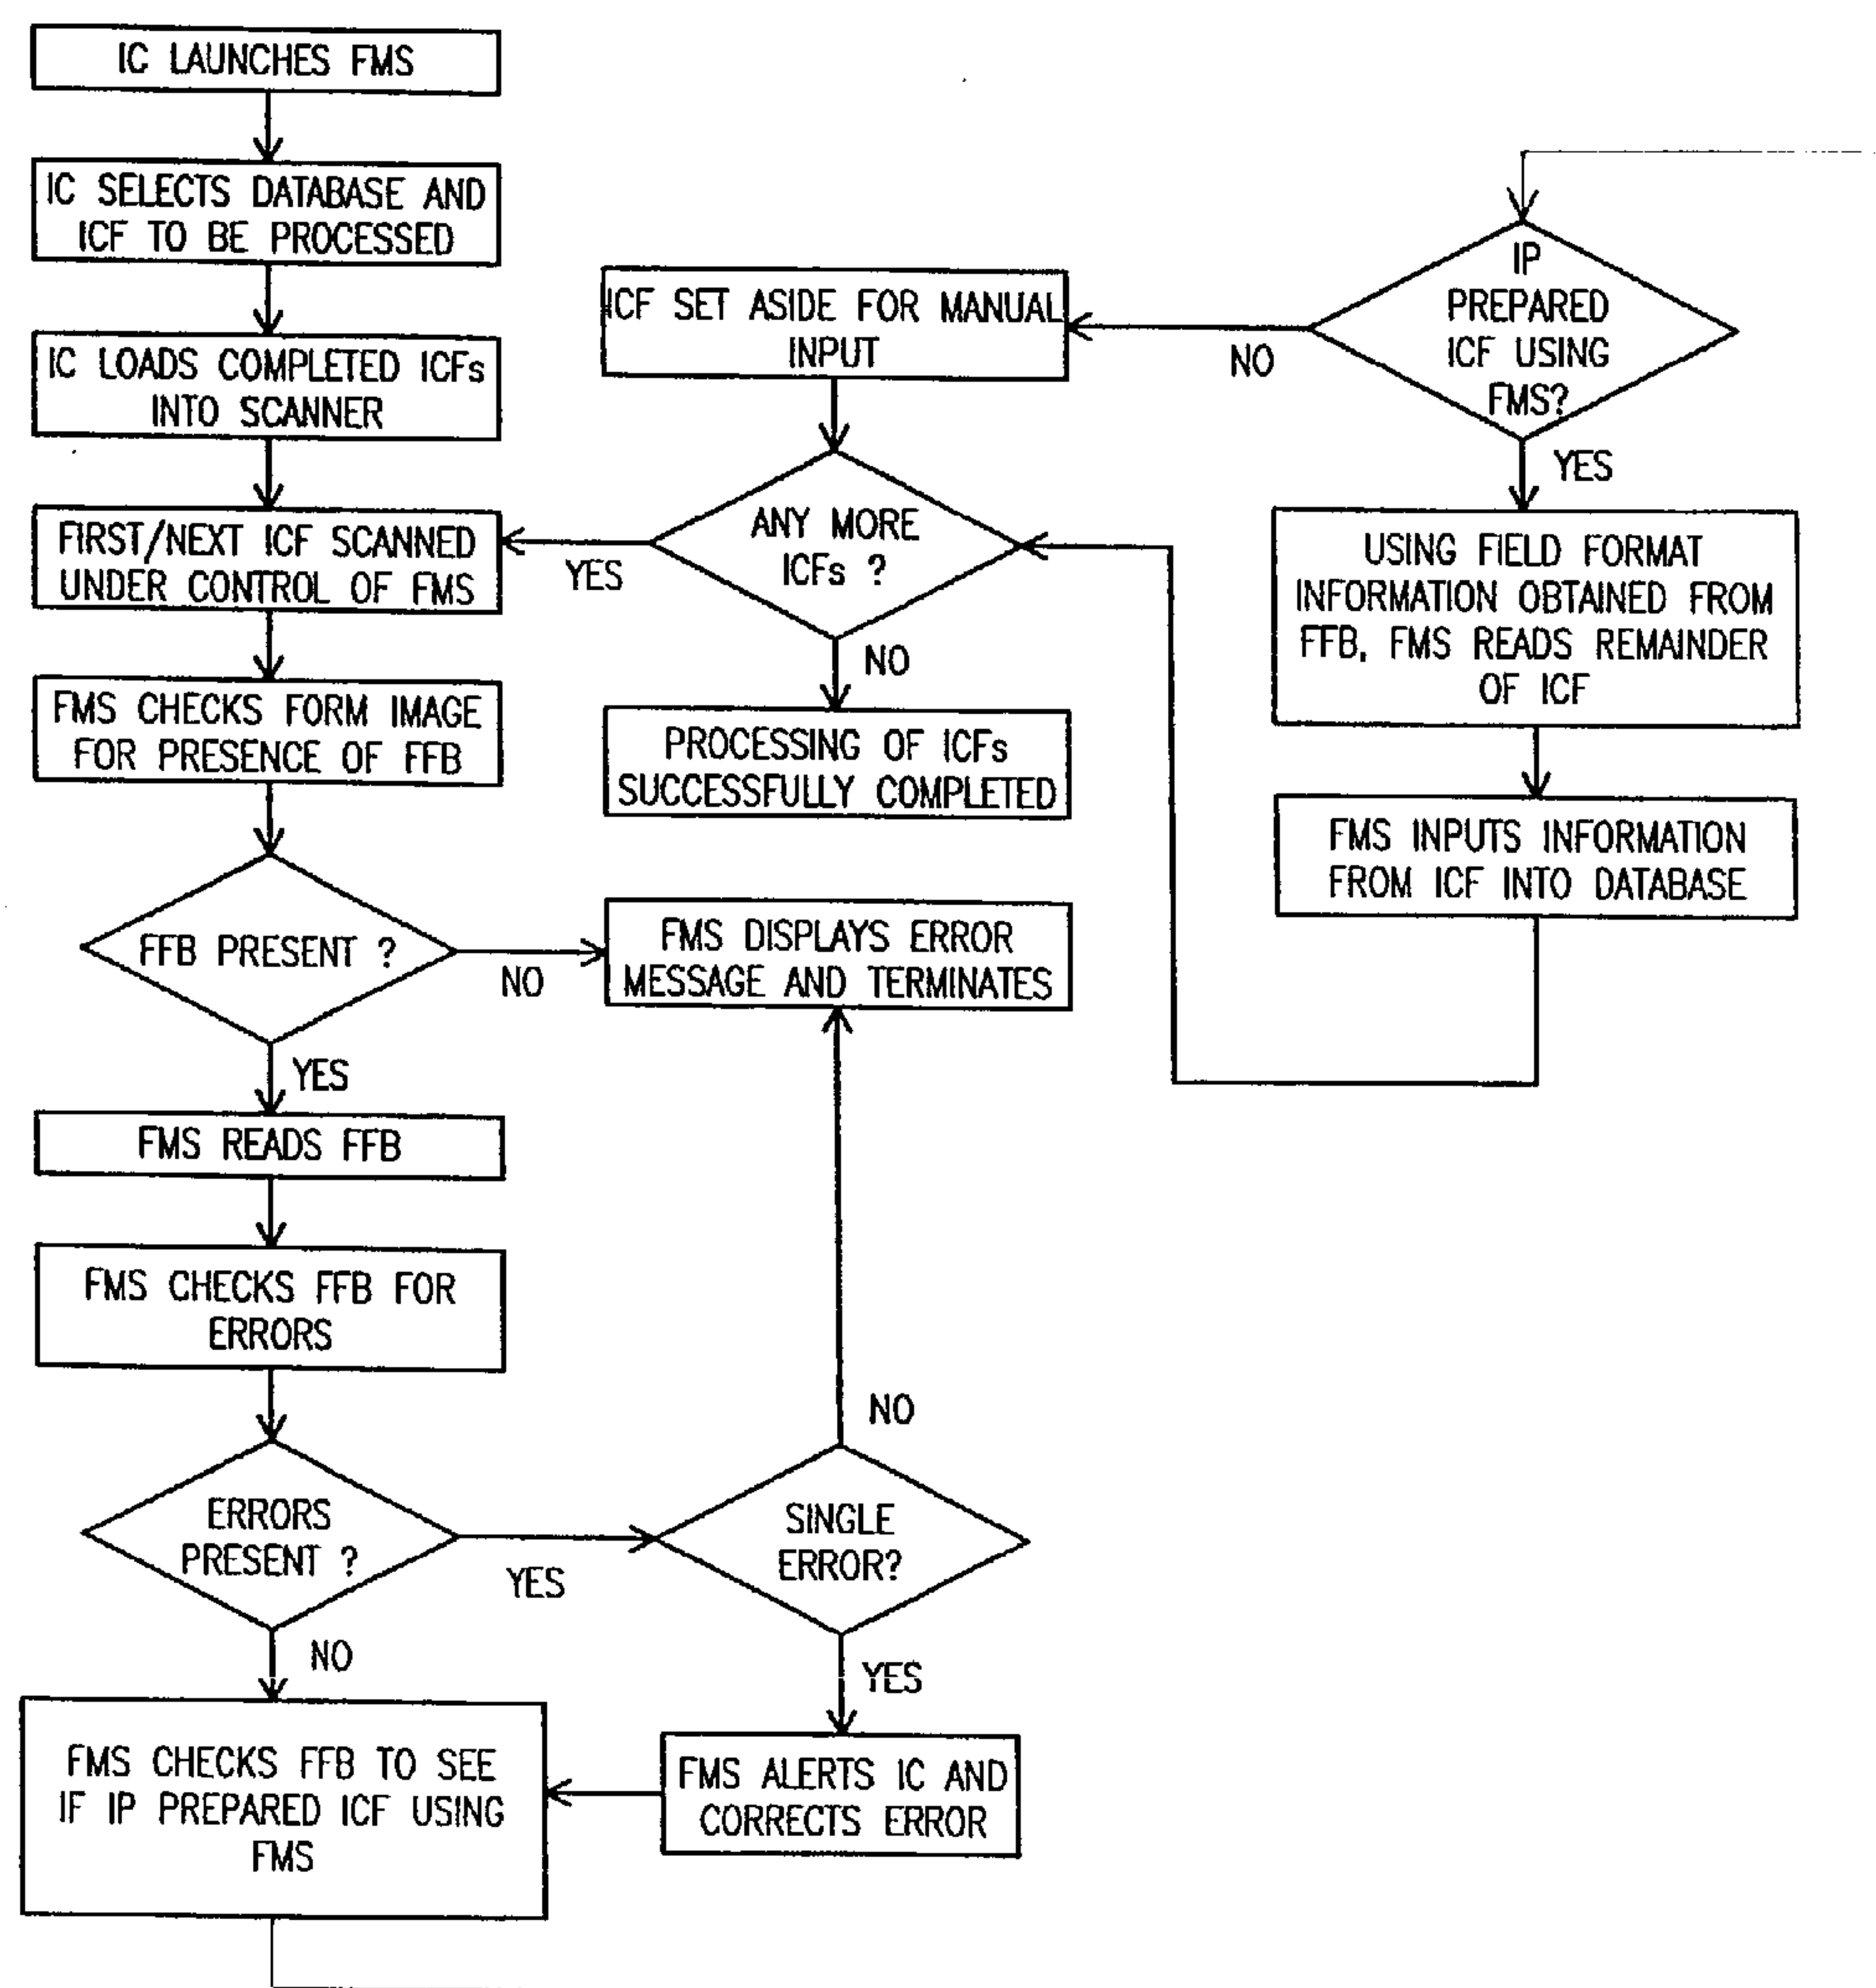 IC LAUNCHES FMS
IC SELECTS DATABASE AND
ICF TO BE PROCESSED
IC LOADS COMPLETED ICFs
INTO SCANNER
FIRST/NEXT ICF SCANNED
UNDER CONTROL OF FMS
FMS CHECKS FORM IMAGE
FOR PRESENCE OF FFB
FFB PRESENT ?
NO
YES
FMS READS FFB
FMS CHECKS FFB FOR
ERRORS
ERRORS
PRESENT ?
YES
NO
FMS CHECKS FFB TO SEE
IF IP PREPARED ICF USING
FMS
ICF SET ASIDE FOR MANUAL
INPUT
ANY MORE
ICFs ?
YES
NO
PROCESSING OF ICFs
SUCCESSFULLY COMPLETED
FMS DISPLAYS ERROR
MESSAGE AND TERMINATES
NO
SINGLE
ERROR?
YES
FMS ALERTS IC AND
CORRECTS ERROR
IP
PREPARED
ICF USING
FMS?
NO
YES
USING FIELD FORMAT
INFORMATION OBTAINED FROM
FFB, FMS READS REMAINDER
OF ICF
FMS INPUTS INFORMATION
FROM ICF INTO DATABASE